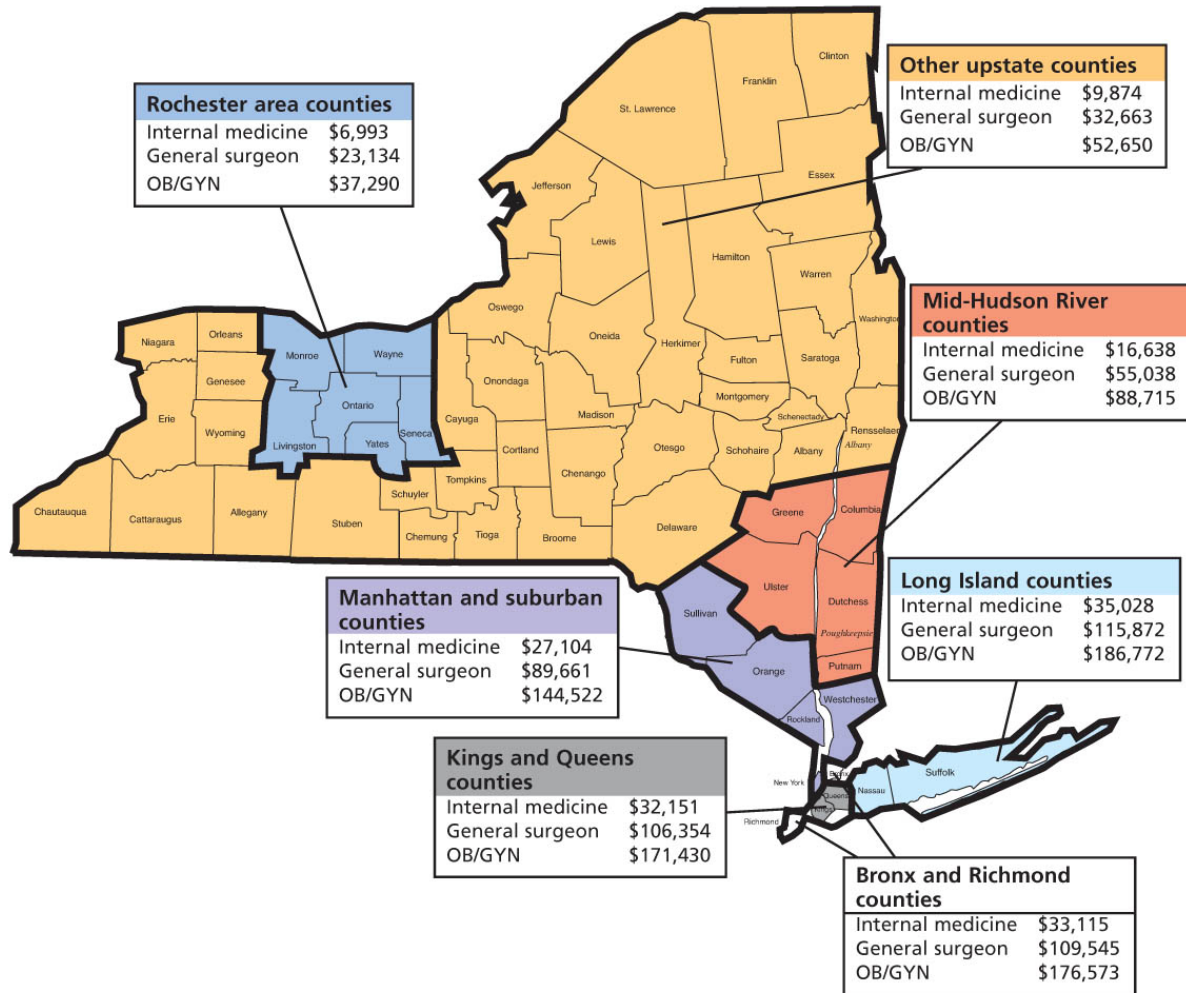 Rochester area counties
Internal medicine $6,993
General surgeon $23,134
OB/GYN $37,290
Other upstate counties
Internal medicine $9,874
General surgeon $32,663
OB/GYN $52,650
Mid-Hudson River
counties
Internal medicine $16,638
General surgeon $55,038
OB/GYN $88,715
Long Island counties
Internal medicine $35,028
General surgeon $115,872
OB/GYN $186,772
Manhattan and suburban
counties
Internal medicine $27,104
General surgeon $89,661
OB/GYN $144,522
Kings and Queens
counties
Internal medicine $32,151
General surgeon $106,354
OB/GYN $171,430
Bronx and Richmond
counties
Internal medicine $33,115
General surgeon $109,545
OB/GYN $176,573
Clinton
Franklin
St. Lawrence
Essex
Jefferson
Lewis
Hamilton
Warren
Washington
Oswego
Oneida
Herkimer
Fulton
Saratoga
Niagara
Orleans
Monroe
Wayne
Genesee
Ontario
Onondaga
Madison
Montgomery
Schenectady
Erie
Wyoming
Livingston
Yates
Seneca
Cayuga
Cortland
Chenango
Otesgo
Schohaire
Albany
Rensselaer
Albany
Chautauqua
Cattaraugus
Allegany
Stuben
Schuyler
Tompkins
Chemung
Tioga
Broome
Delaware
Greene
Columbia
Ulster
Dutchess
Poughkeepsie
Putnam
Sullivan
Orange
Westchester
Rockland
New York
Bronx
Queens
Richmond
Nassau
Suffolk